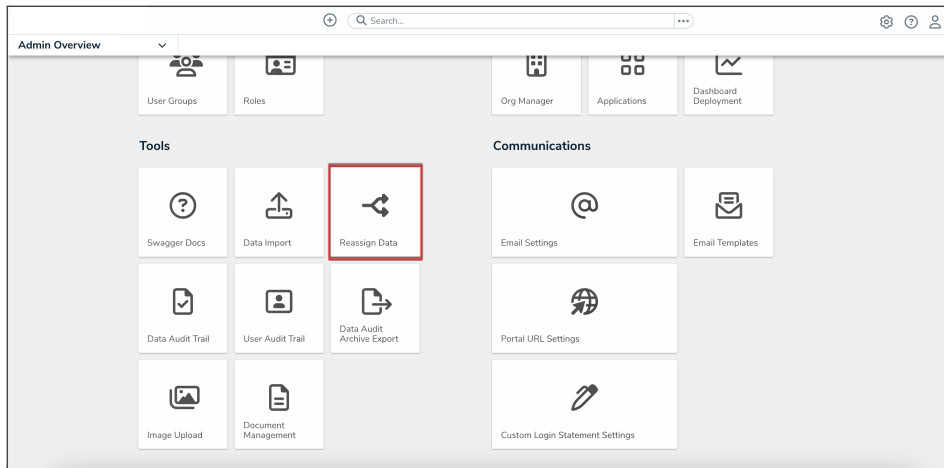 Search...
Admin Overview
User Groups
Roles
Org Manager
Applications
Dashboard
Deployment
Tools
Communications
Swagger Docs
Data Import
Reassign Data
Email Settings
Email Templates
Data Audit Trail
User Audit Trail
Data Audit
Archive Export
Portal URL Settings
Image Upload
Document
Management
Custom Login Statement Settings